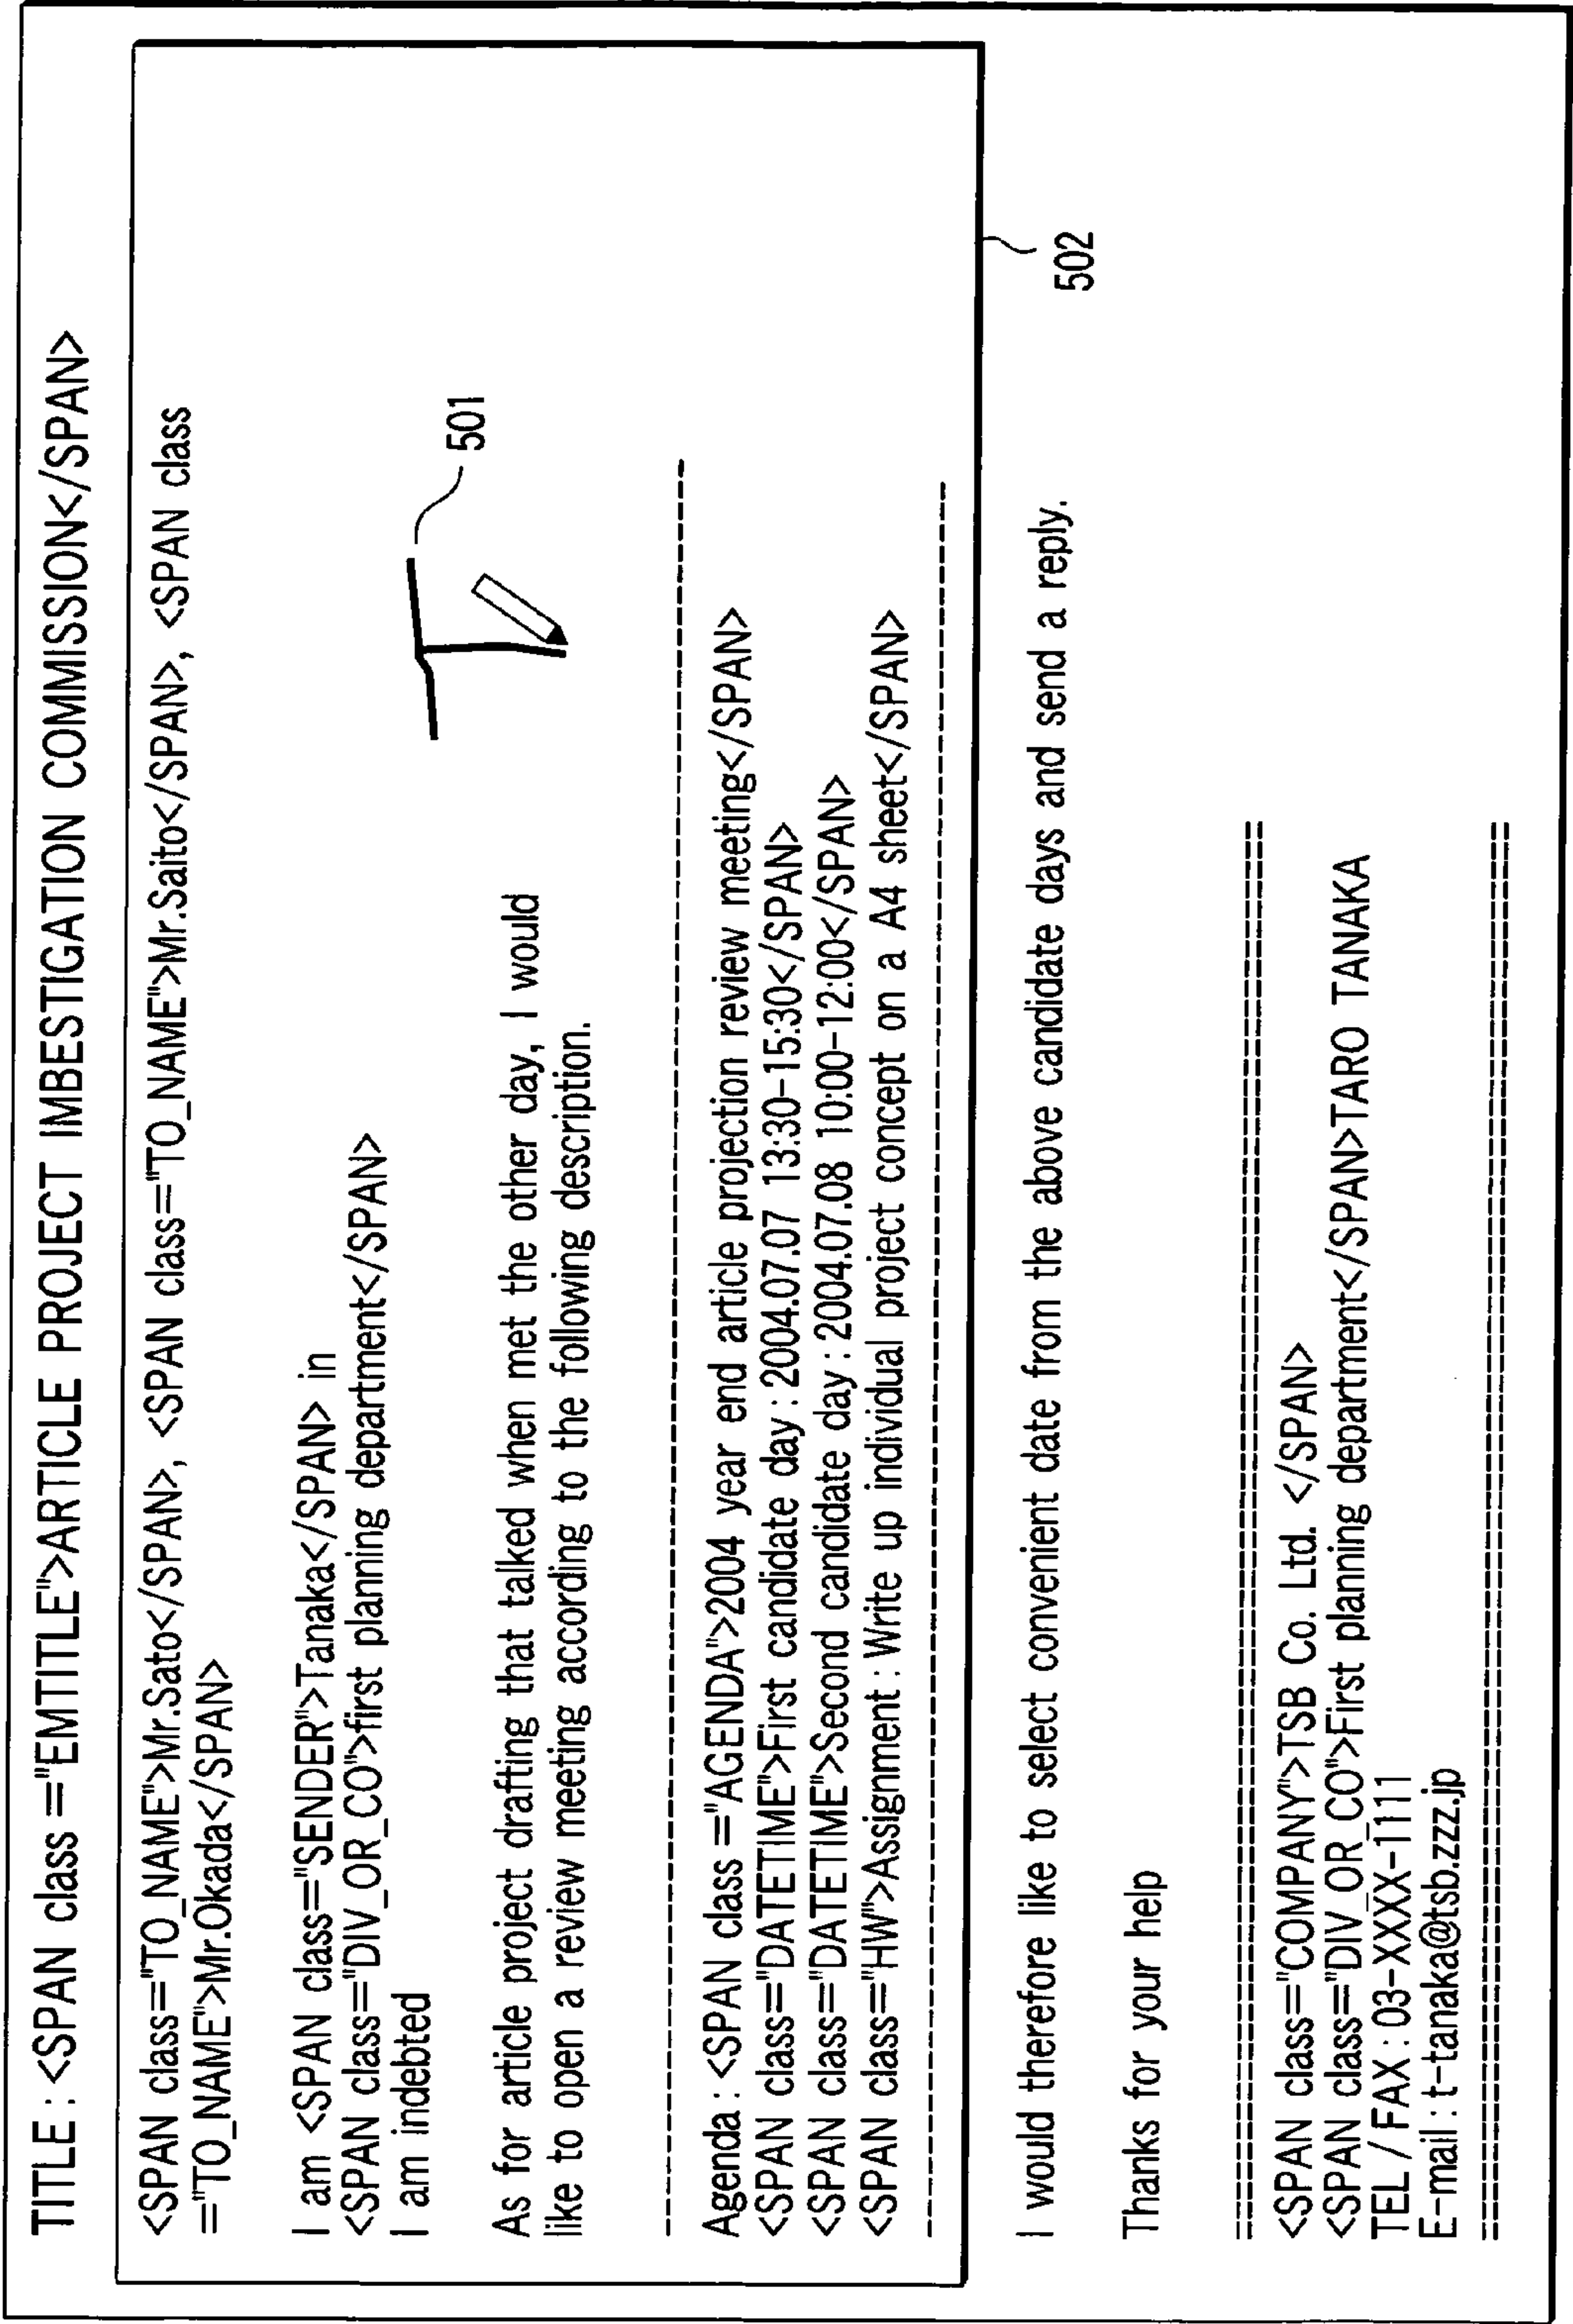 TITLE : <SPAN class ="EMTITLE">ARTICLE PROJECT IMBESTIGATION COMMISSION</SPAN>
<SPAN class="TO_NAME">Mr.Sato</SPAN>, <SPAN class="TO_NAME">Mr.Saito</SPAN>, <SPAN class
="TO_NAME">Mr.Okada</SPAN>
I am <SPAN class="SENDER">Tanaka</SPAN> in
<SPAN class="DIV_OR_CO">first planning department</SPAN>
I am indebted
T
501
As for article project drafting that talked when met the other day, I would
like to open a review meeting according to the following description.
Agenda : <SPAN class ="AGENDA">2004 year end article projection review meeting</SPAN>
<SPAN class="DATETIME">First candidate day : 2004.07.07 13:30-15:30</SPAN>
<SPAN class="DATETIME">Second candidate day : 2004.07.08 10:00-12:00</SPAN>
<SPAN class="HW">Assignment : Write up individual project concept on a A4 sheet</SPAN>
502
I would therefore like to select convenient date from the above candidate days and send a reply.
Thanks for your help
<SPAN class="COMPANY">TSB Co. Ltd. </SPAN>
<SPAN class="DIV_OR_CO">First planning department</SPAN>TARO TANAKA
TEL / FAX : 03-XXXX-1111
E-mail : t-tanaka@tsb.zzz.jp